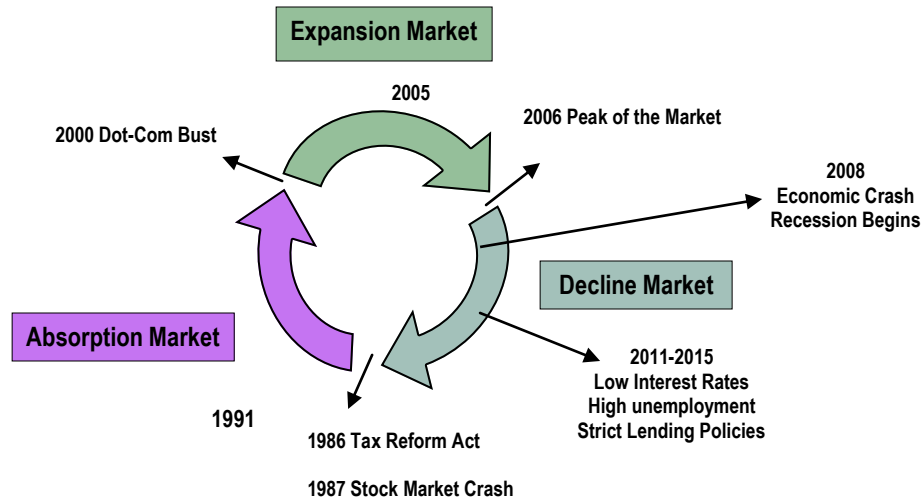 Expansion Market
2005
2000 Dot-Com Bust
2006 Peak of the Market
2008
Economic Crash
Recession Begins
Decline Market
Absorption Market
2011-2015
Low Interest Rates
High unemployment
Strict Lending Policies
1991
1986 Tax Reform Act
1987 Stock Market Crash